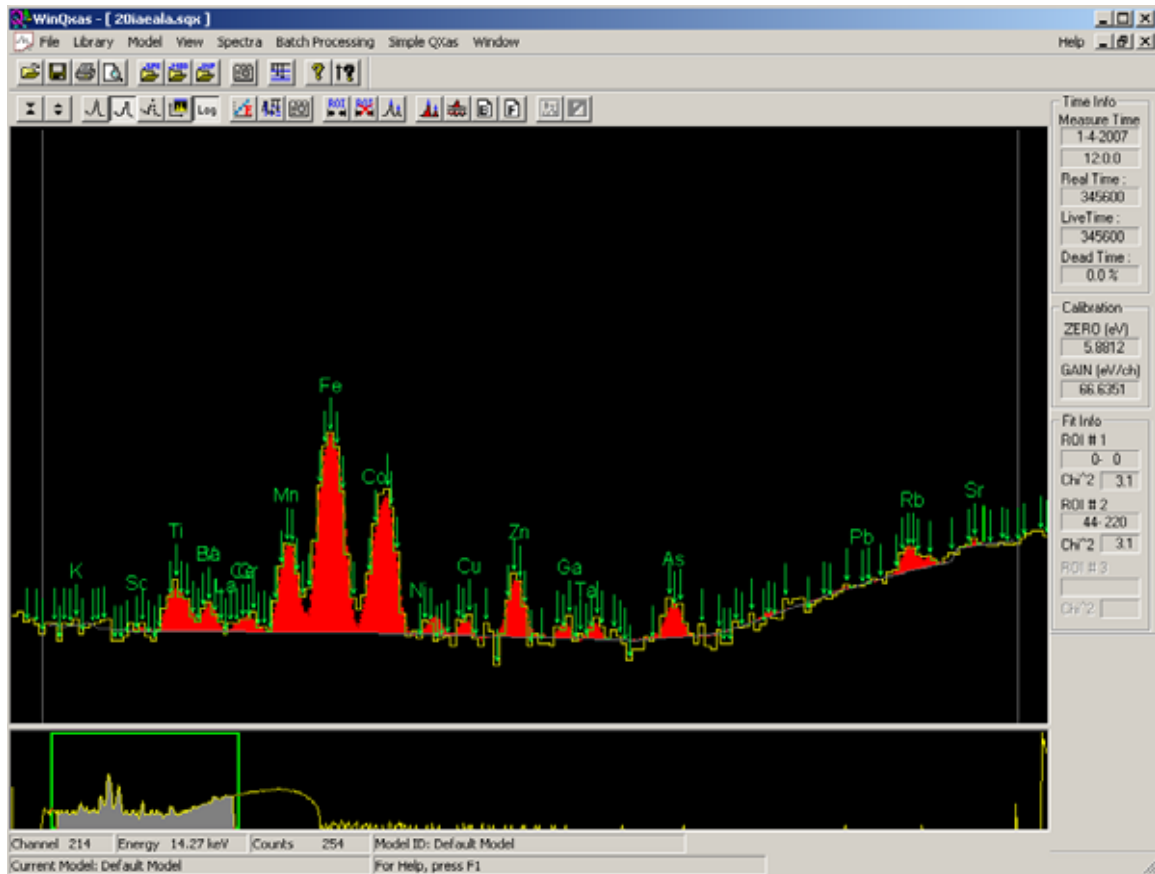 WinQxas - [ 20iaeala.sqx ]
File Library Model View Spectra Batch Processing Simple QXas Window Help
Log ROI ROI
Time Info
Measure Time
1-4-2007
12:0:0
Real Time :
345600
LiveTime :
345600
Dead Time :
0.0 %
Calibration
ZERO (eV)
5.8812
GAIN (eV/ch)
66.6351
Fit Info
ROI # 1
0- 0
Chi^2 3.1
ROI # 2
44- 220
Chi^2 3.1
ROI # 3
Chi^2
Fe
Mn Co
Ti Zn
K Sc La Ni Cu Ga Ta As Pb Rb Sr
Channel 214 Energy 14.27 keV Counts 254 Model ID: Default Model
Current Model: Default Model For Help, press F1